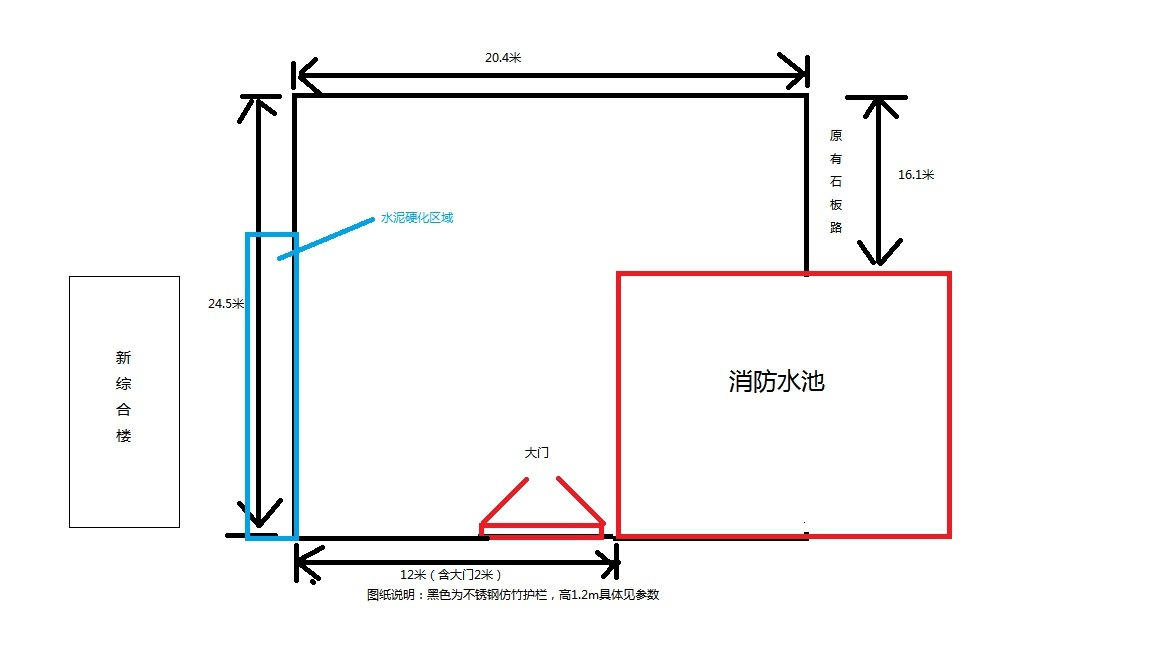 20.4米
原有石板路
16.1米
水泥硬化区域
24.5米
新综合楼
消防水池
大门
12米（含大门2米）
图纸说明：黑色为不锈钢仿竹护栏，高1.2m具体见参数